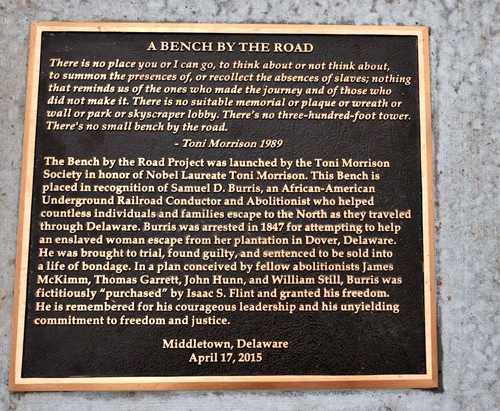 A BENCH BY THE ROAD
There is no place you or I can go, to think about or not think about,
to summon the presences of, or recollect the absences of slaves; nothing
that reminds us of the ones who made the journey and of those who
did not make it. There is no suitable memorial or plaque or wreath or
wall or park or skyscraper lobby. There's no three-hundred-foot tower.
There's no small bench by the road.
- Toni Morrison 1989
The Bench by the Road Project was launched by the Toni Morrison
Society in honor of Nobel Laureate Toni Morrison. This Bench is
placed in recognition of Samuel D. Burris, an African-American
Underground Railroad Conductor and Abolitionist who helped
countless individuals and families escape to the North as they traveled
through Delaware. Burris was arrested in 1847 for attempting to help
an enslaved woman escape from her plantation in Dover, Delaware.
He was brought to trial, found guilty, and sentenced to be sold into
a life of bondage. In a plan conceived by fellow abolitionists James
McKimm, Thomas Garrett, John Hunn, and William Still, Burris was
fictitiously “purchased” by Isaac S. Flint and granted his freedom.
He is remembered for his courageous leadership and his unyielding
commitment to freedom and justice.
Middletown, Delaware
April 17, 2015